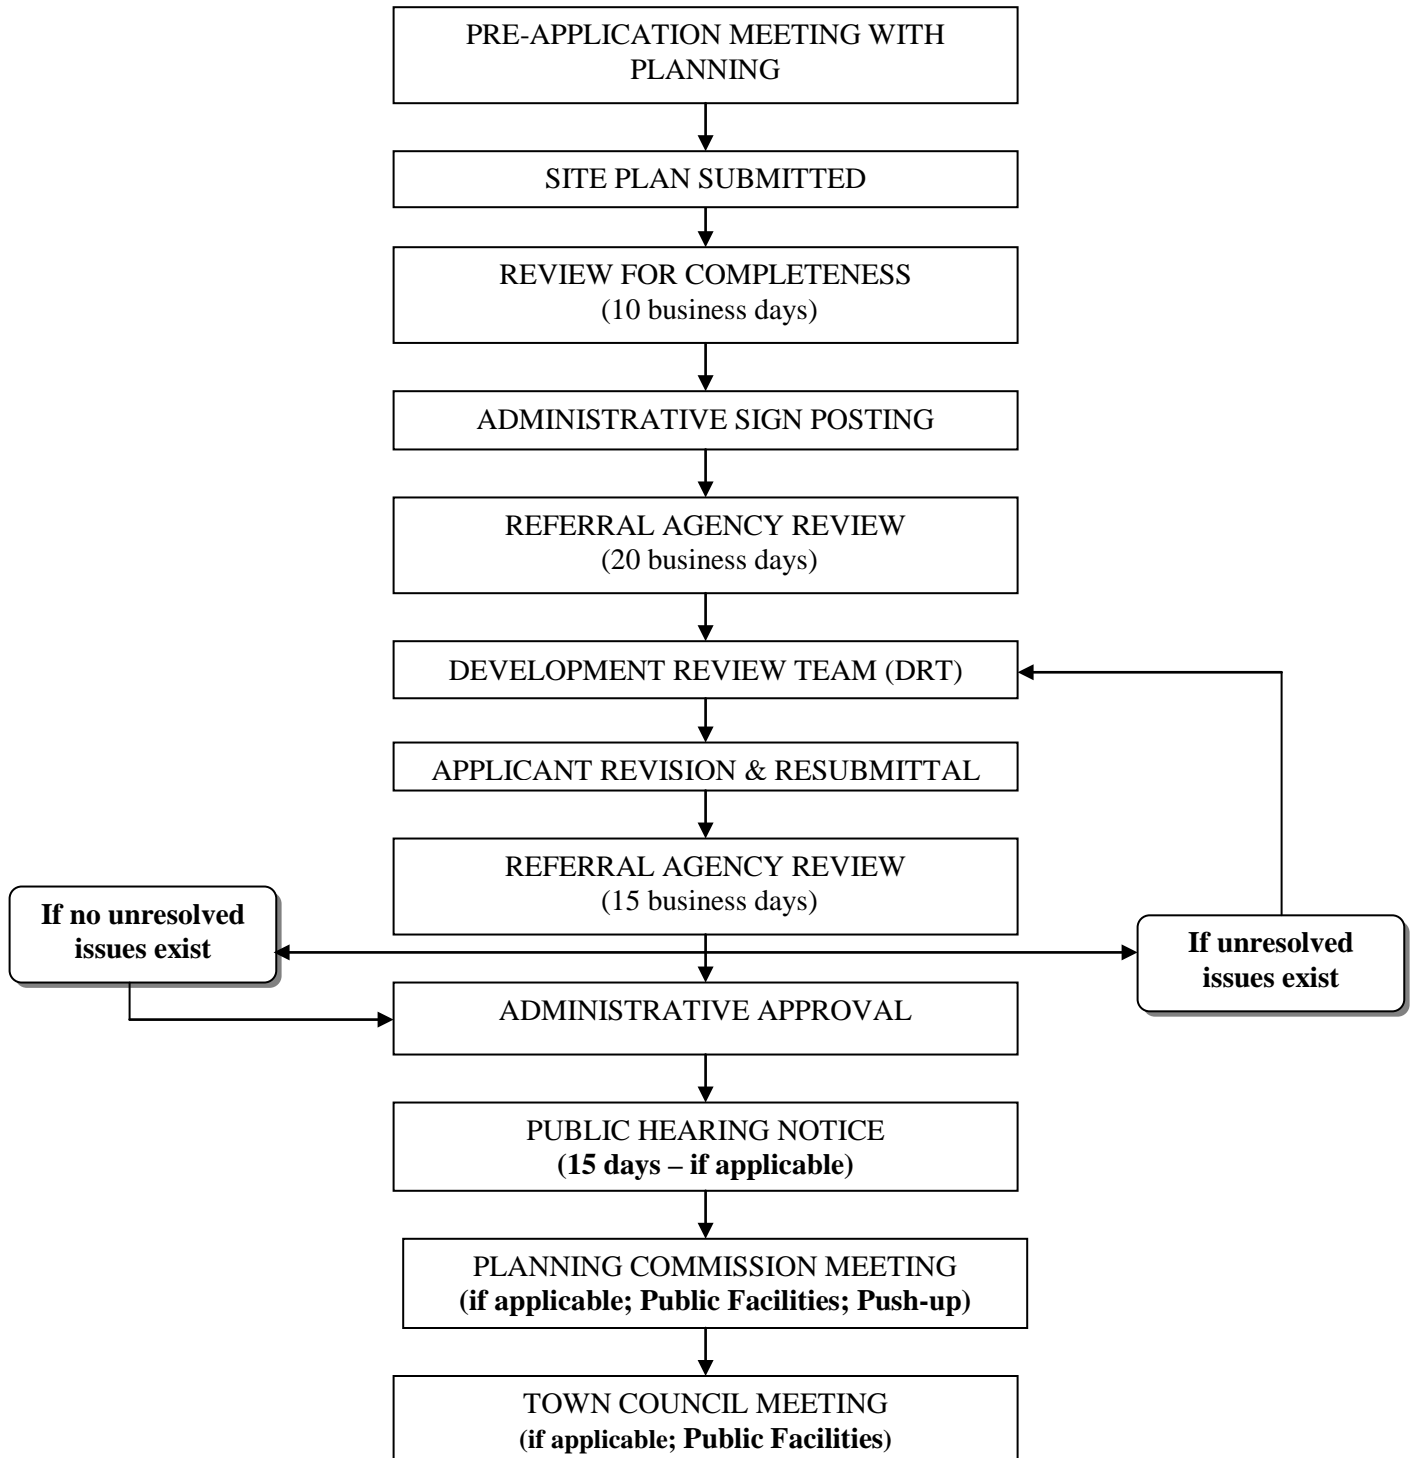 PRE-APPLICATION MEETING WITH
PLANNING
SITE PLAN SUBMITTED
REVIEW FOR COMPLETENESS
(10 business days)
ADMINISTRATIVE SIGN POSTING
REFERRAL AGENCY REVIEW
(20 business days)
DEVELOPMENT REVIEW TEAM (DRT)
APPLICANT REVISION & RESUBMITTAL
REFERRAL AGENCY REVIEW
(15 business days)
If no unresolved
issues exist
If unresolved
issues exist
ADMINISTRATIVE APPROVAL
PUBLIC HEARING NOTICE
(15 days – if applicable)
PLANNING COMMISSION MEETING
(if applicable; Public Facilities; Push-up)
TOWN COUNCIL MEETING
(if applicable; Public Facilities)